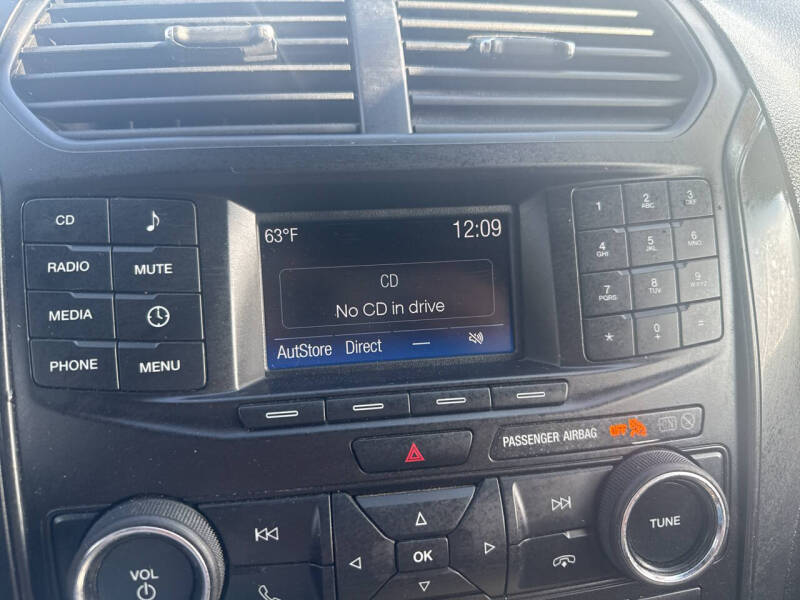 CD
RADIO
MUTE
MEDIA
PHONE
MENU
63°F
12:09
CD
No CD in drive
AutStore Direct —
1
2 ABC
3 DEF
4 GHI
5 JKL
6 MNO
7 PQRS
8 TUV
9 WXYZ
*
0 +
PASSENGER AIRBAG
VOL
OK
TUNE